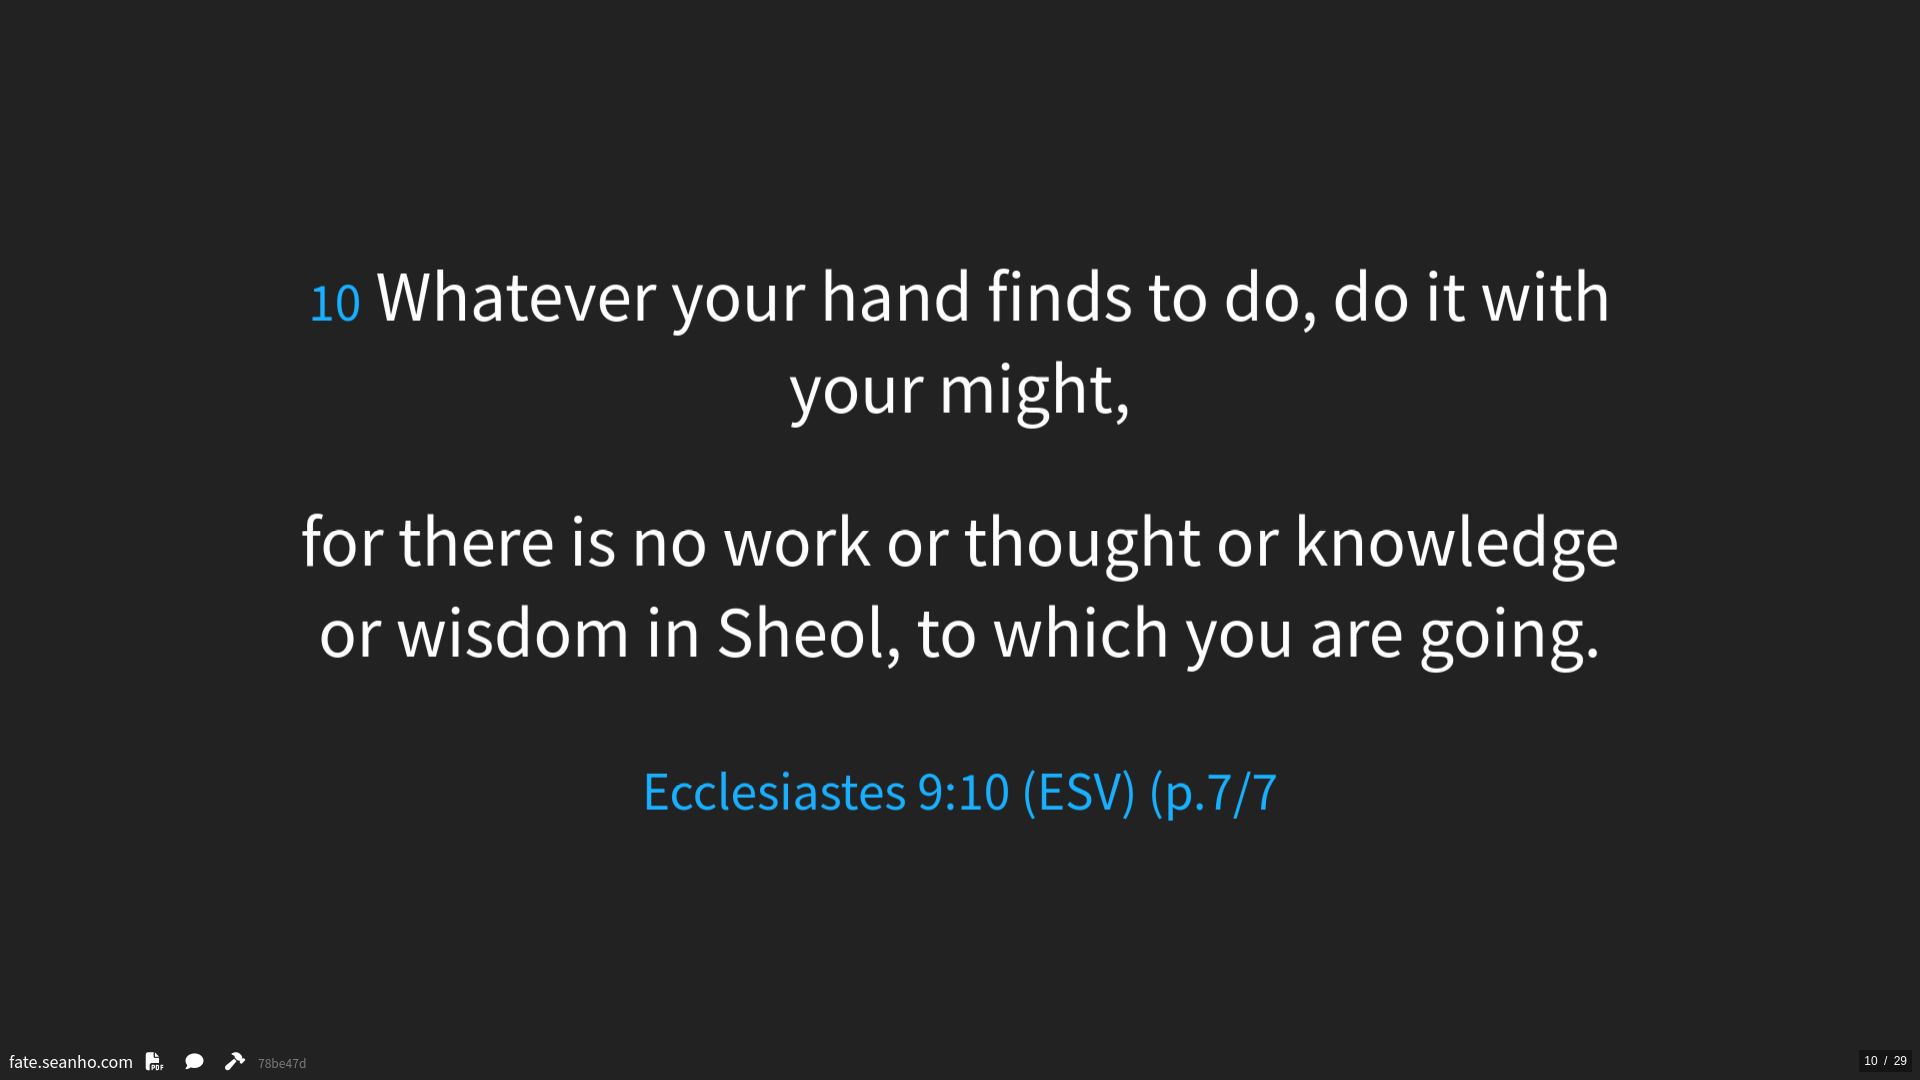 10 Whatever your hand finds to do, do it with
your might,
for there is no work or thought or knowledge
or wisdom in Sheol, to which you are going.
Ecclesiastes 9:10 (ESV) (p.7/7
fate.seanho.com PDF 78be47d
10 / 29